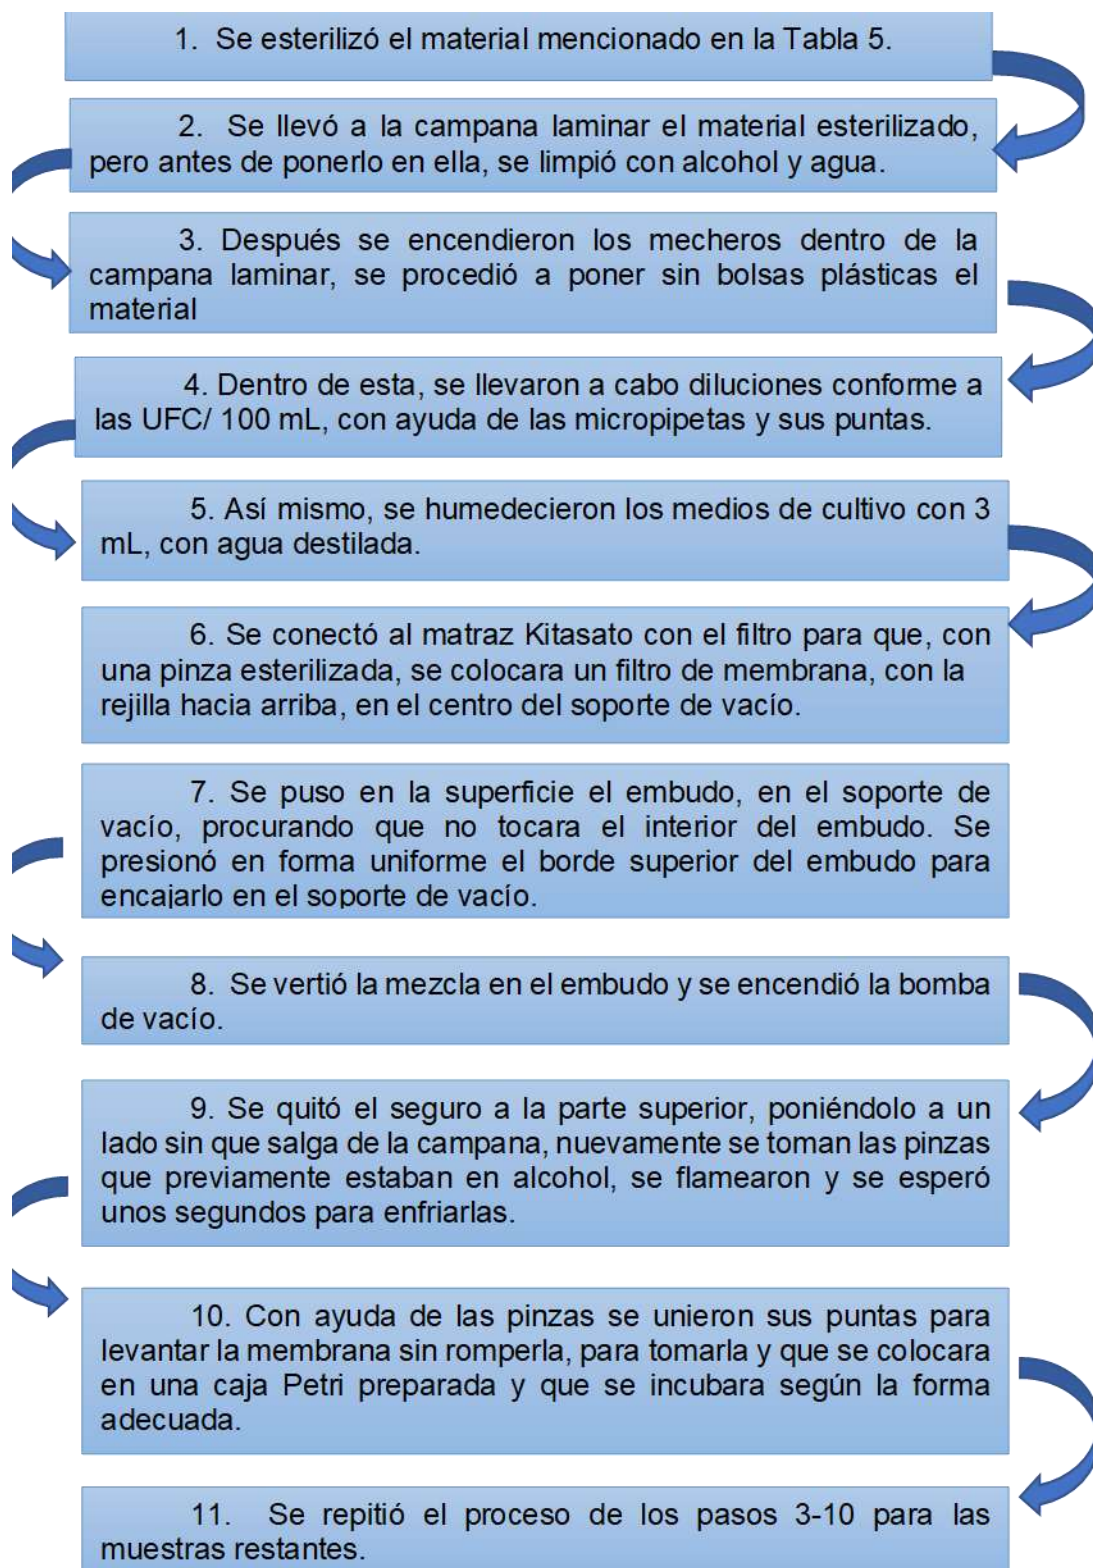 1. Se esterilizó el material mencionado en la Tabla 5.
2. Se llevó a la campana laminar el material esterilizado,
pero antes de ponerlo en ella, se limpió con alcohol y agua.
3. Después se encendieron los mecheros dentro de la
campana laminar, se procedió a poner sin bolsas plásticas el
material
4. Dentro de esta, se llevaron a cabo diluciones conforme a
las UFC/ 100 mL, con ayuda de las micropipetas y sus puntas.
5. Así mismo, se humedecieron los medios de cultivo con 3
mL, con agua destilada.
6. Se conectó al matraz Kitasato con el filtro para que, con
una pinza esterilizada, se colocara un filtro de membrana, con la
rejilla hacia arriba, en el centro del soporte de vacío.
7. Se puso en la superficie el embudo, en el soporte de
vacío, procurando que no tocara el interior del embudo. Se
presionó en forma uniforme el borde superior del embudo para
encajarlo en el soporte de vacío.
8. Se vertió la mezcla en el embudo y se encendió la bomba
de vacío.
9. Se quitó el seguro a la parte superior, poniéndolo a un
lado sin que salga de la campana, nuevamente se toman las pinzas
que previamente estaban en alcohol, se flamearon y se esperó
unos segundos para enfriarlas.
10. Con ayuda de las pinzas se unieron sus puntas para
levantar la membrana sin romperla, para tomarla y que se colocara
en una caja Petri preparada y que se incubara según la forma
adecuada.
11. Se repitió el proceso de los pasos 3-10 para las
muestras restantes.